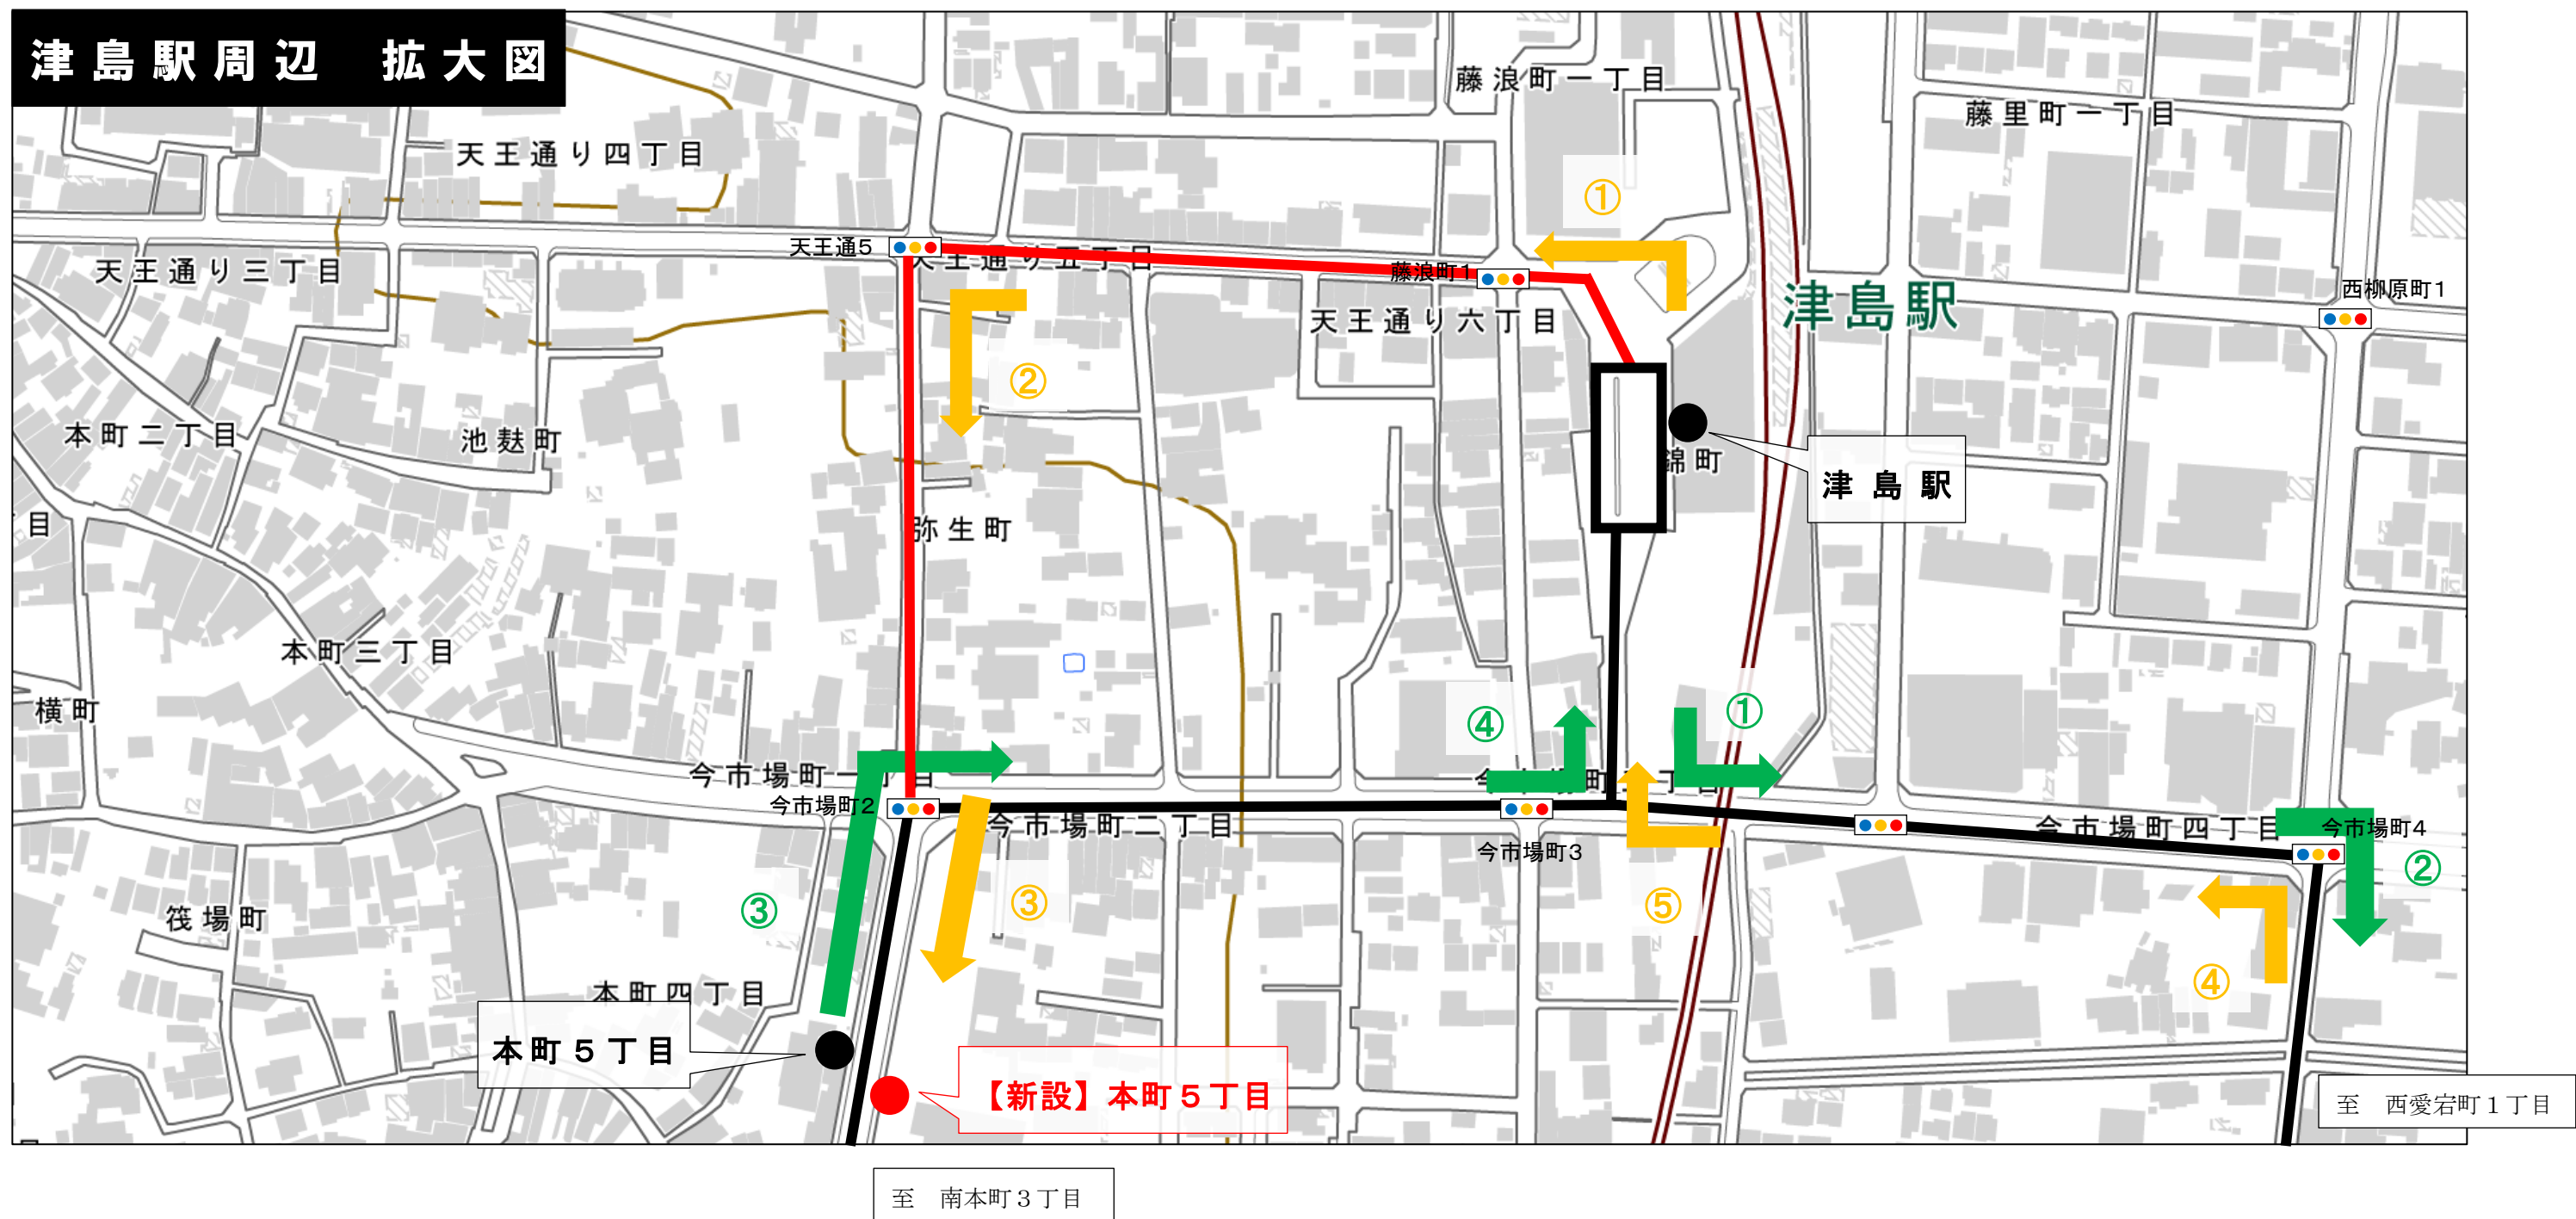 津島駅周辺　拡大図
藤浪町一丁目
藤里町一丁目
天王通り四丁目
①
天王通5
天王通り五丁目
天王通り三丁目
藤浪町1
西柳原町1
津島駅
天王通り六丁目
②
本町二丁目
池麸町
錦町
津島駅
目
弥生町
本町三丁目
横町
④
①
今市場町一丁目
今市場町2
今市場町二丁目
今市場町3
今市場町四丁目
今市場町4
②
③
③
⑤
筏場町
④
本町四丁目
本町５丁目
【新設】本町５丁目
至　西愛宕町１丁目
至　南本町３丁目